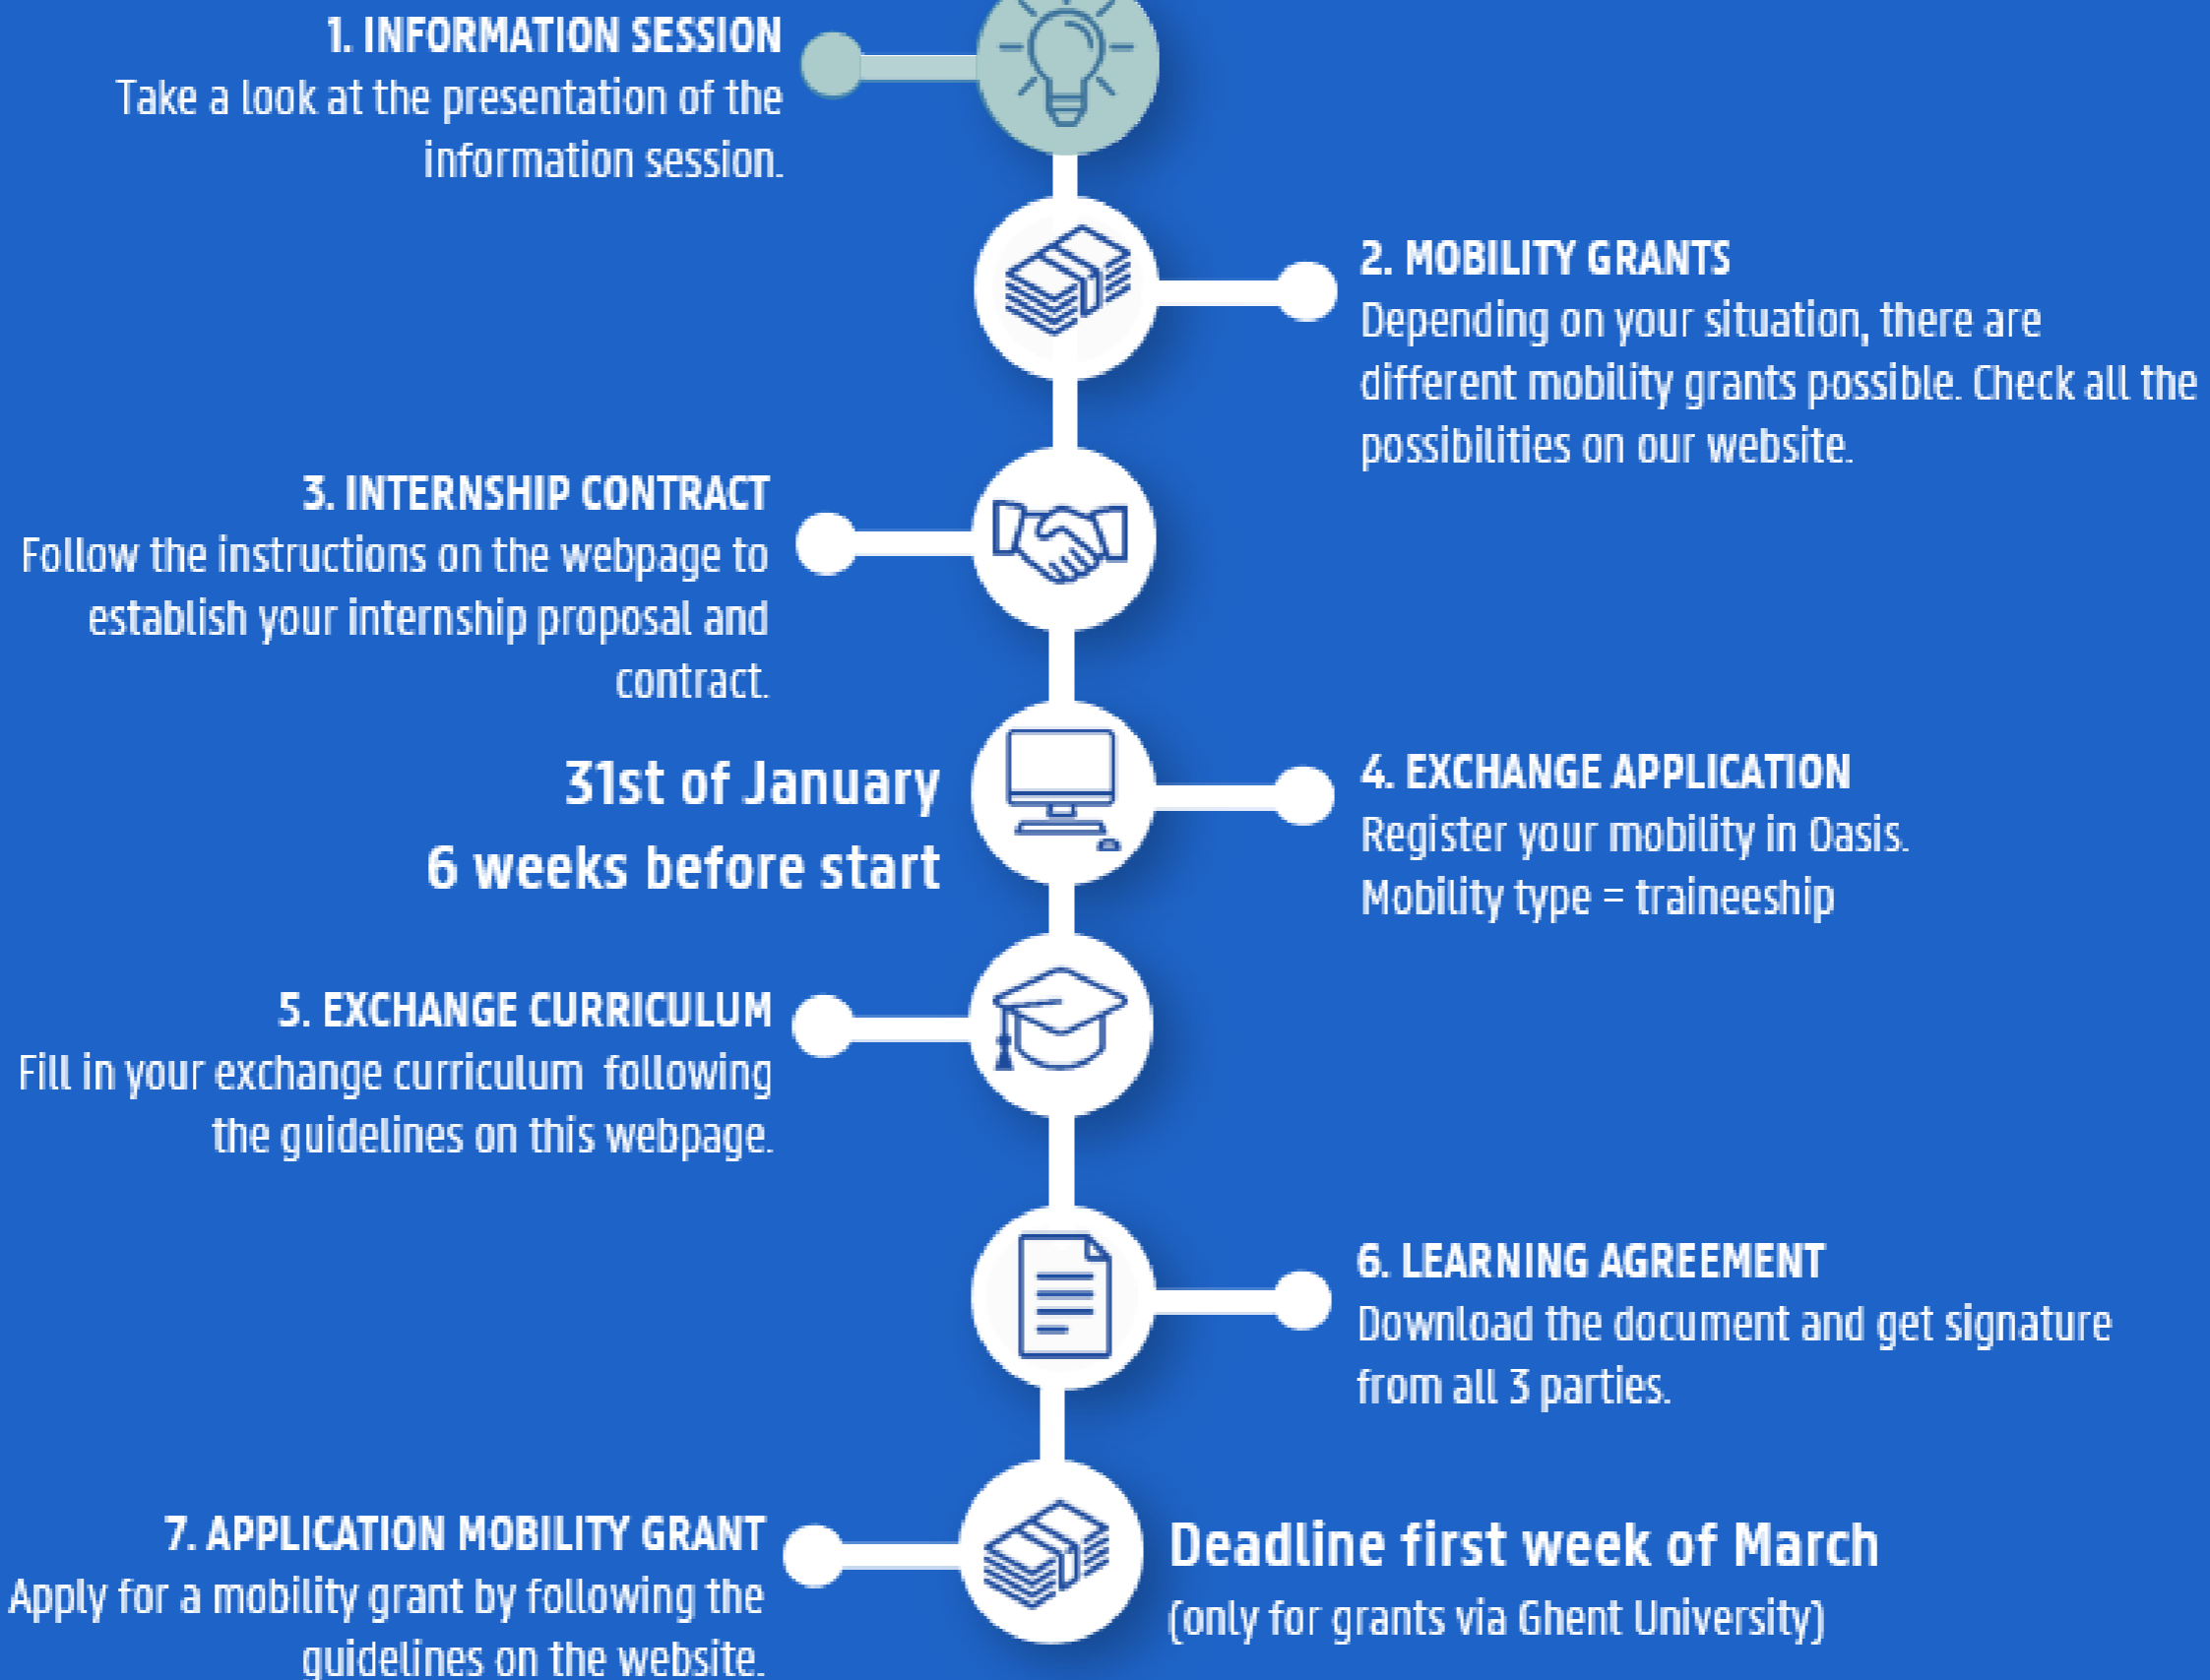 1. INFORMATION SESSION
Take a look at the presentation of the
information session.
2. MOBILITY GRANTS
Depending on your situation, there are
different mobility grants possible. Check all the
possibilities on our website.
3. INTERNSHIP CONTRACT
Follow the instructions on the webpage to
establish your internship proposal and
contract.
31st of January
6 weeks before start
4. EXCHANGE APPLICATION
Register your mobility in Oasis.
Mobility type = traineeship
5. EXCHANGE CURRICULUM
Fill in your exchange curriculum  following
the guidelines on this webpage.
6. LEARNING AGREEMENT
Download the document and get signature
from all 3 parties.
7. APPLICATION MOBILITY GRANT
Apply for a mobility grant by following the
guidelines on the website.
Deadline first week of March
(only for grants via Ghent University)